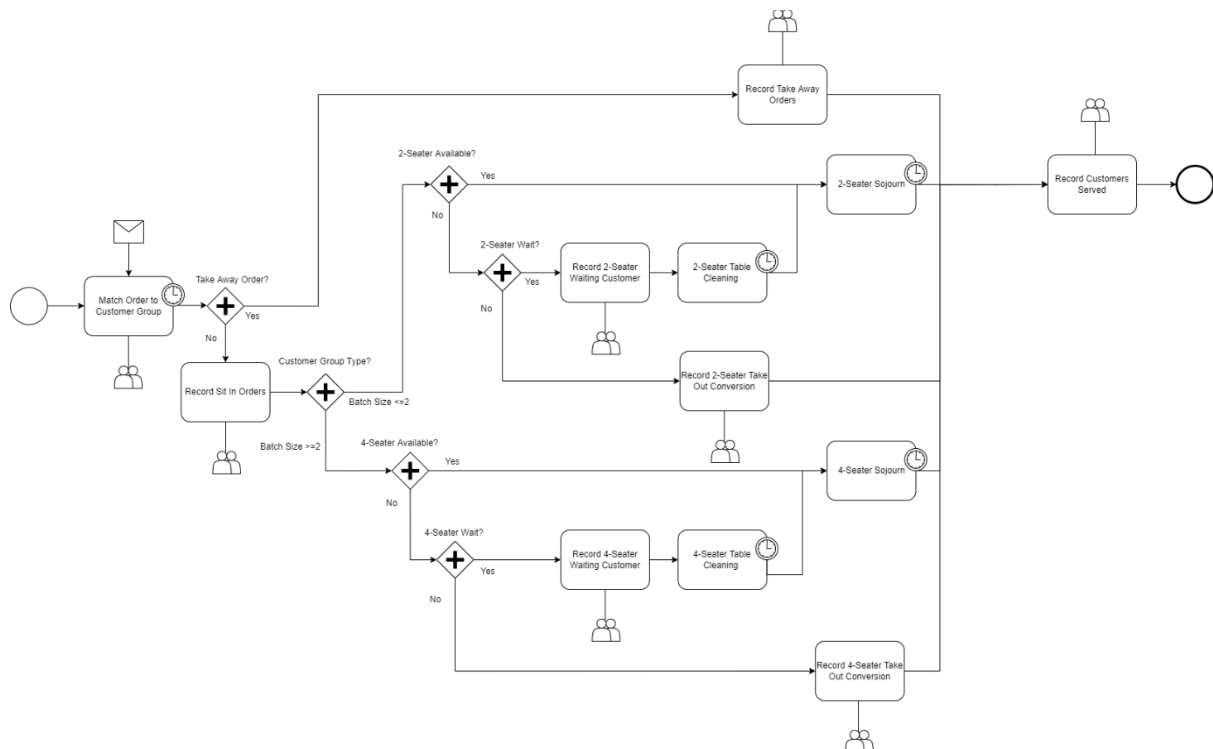 Record Take Away
Orders
2-Seater Available?
Yes
No
2-Seater Sojourn
Record Customers
Served
2-Seater Wait?
Yes
No
Record 2-Seater
Waiting Customer
2-Seater Table
Cleaning
Match Order to
Customer Group
Take Away Order?
Yes
No
Record Sit In Orders
Customer Group Type?
Batch Size <=2
Batch Size >=2
Record 2-Seater Take
Out Conversion
4-Seater Available?
Yes
No
4-Seater Sojourn
4-Seater Wait?
Yes
No
Record 4-Seater
Waiting Customer
4-Seater Table
Cleaning
Record 4-Seater Take
Out Conversion